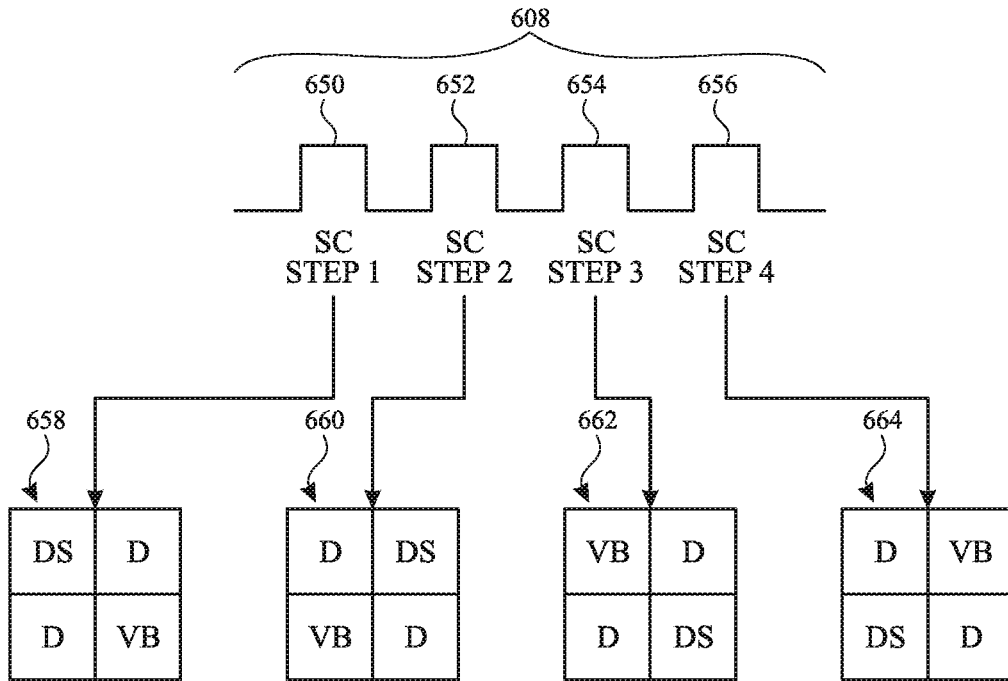 608
650 652 654 656
SC SC SC SC
STEP 1 STEP 2 STEP 3 STEP 4
658 660 662 664
DS D D DS VB D D VB
D VB VB D D DS DS D